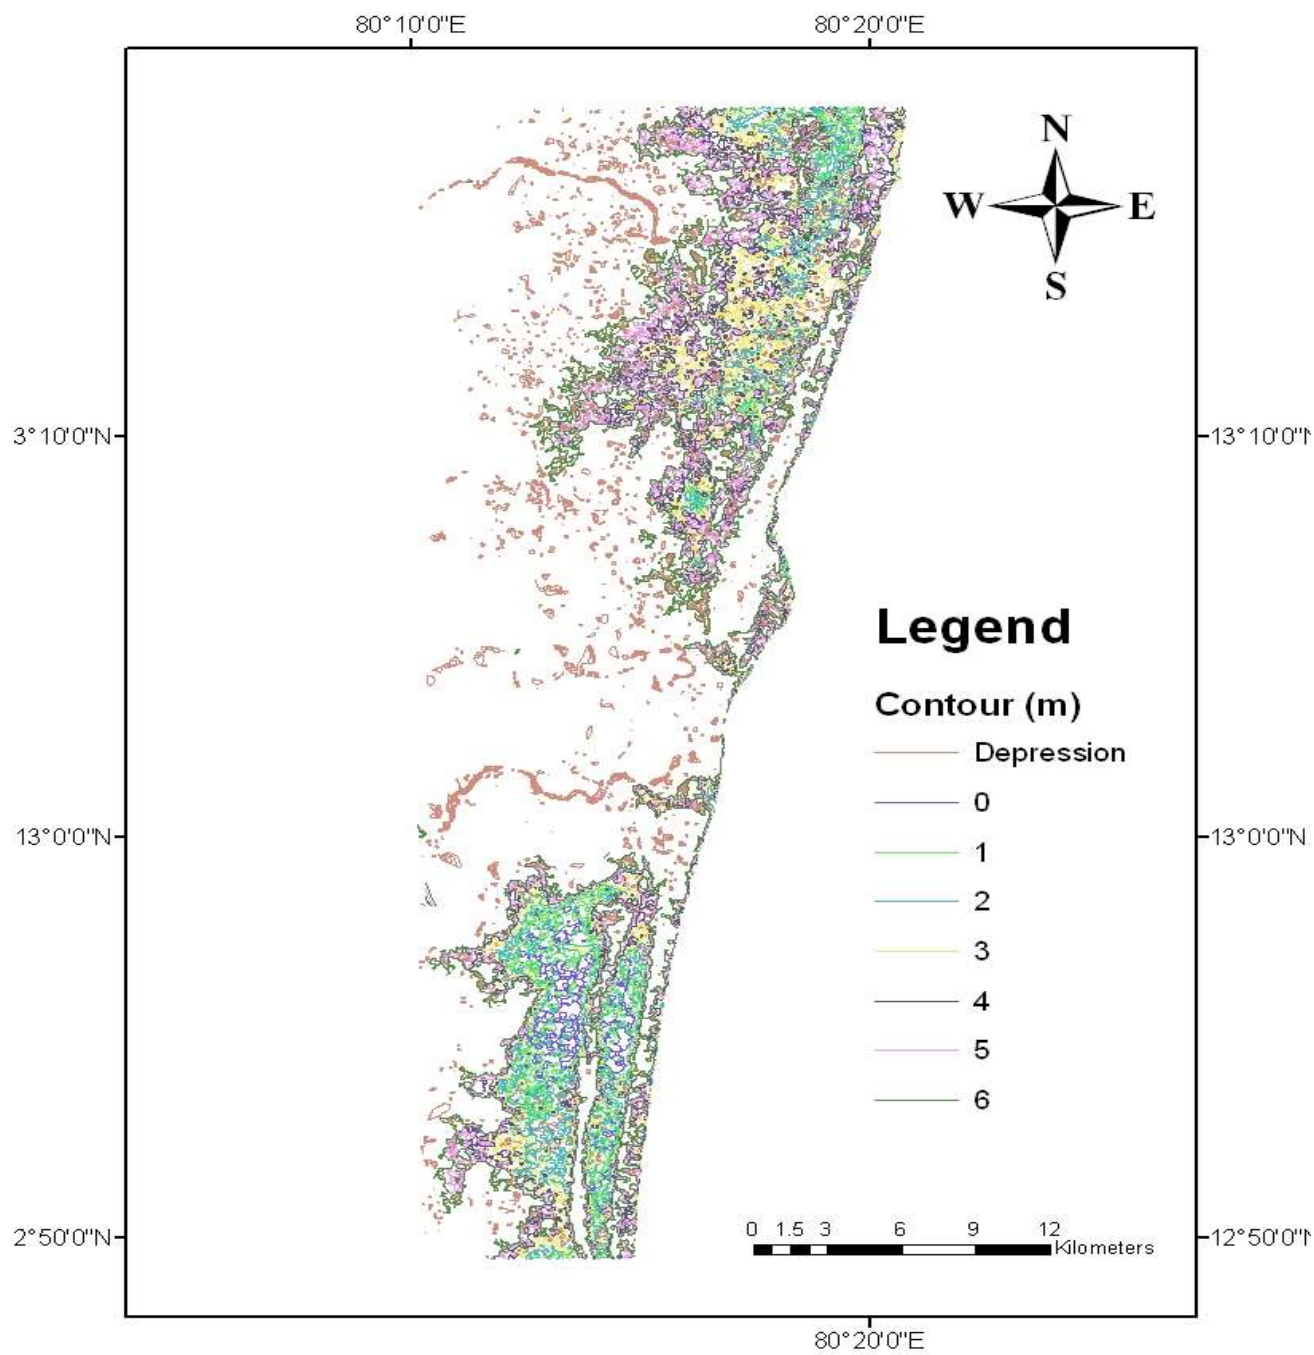 80°10'0"E 80°20'0"E
N
W E
S
3°10'0"N 13°10'0"N
Legend
Contour (m)
Depression
0
13°0'0"N 13°0'0"N
1
2
3
4
5
6
0 1.5 3 6 9 12
Kilometers
2°50'0"N 12°50'0"N
80°20'0"E